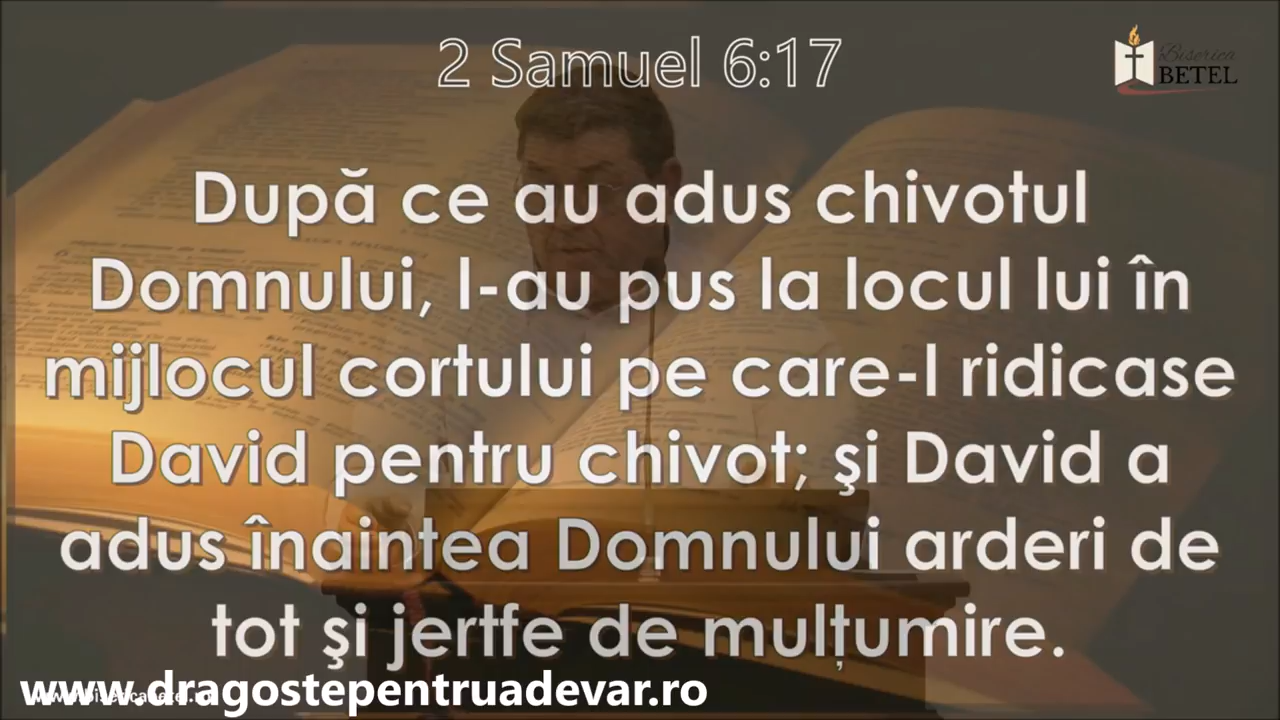 2 Samuel 6:17
Biserica
BETEL
După ce au adus chivotul
Domnului, l-au pus la locul lui în
mijlocul cortului pe care-l ridicase
David pentru chivot; şi David a
adus înaintea Domnului arderi de
tot şi jertfe de mulţumire.
www.dragostepentruadevar.ro